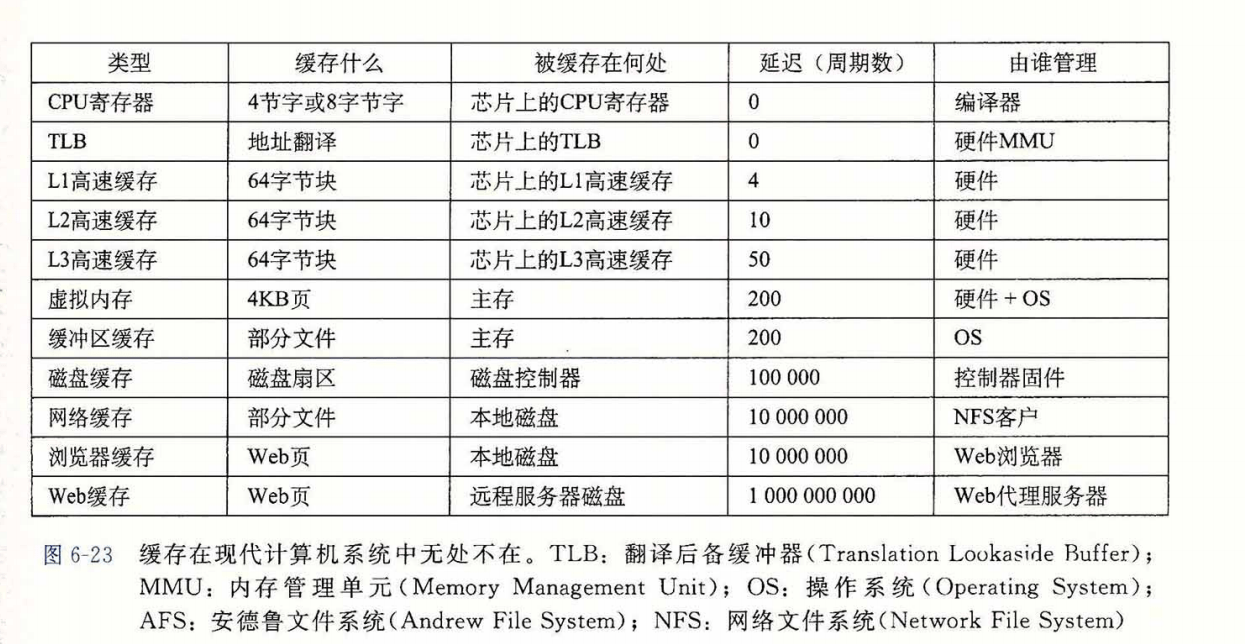 类型 缓存什么 被缓存在何处 延迟（周期数） 由谁管理
CPU寄存器 4节字或8字节字 芯片上的CPU寄存器 0 编译器
TLB 地址翻译 芯片上的TLB 0 硬件MMU
L1高速缓存 64字节块 芯片上的L1高速缓存 4 硬件
L2高速缓存 64字节块 芯片上的L2高速缓存 10 硬件
L3高速缓存 64字节块 芯片上的L3高速缓存 50 硬件
虚拟内存 4KB页 主存 200 硬件 + OS
缓冲区缓存 部分文件 主存 200 OS
磁盘缓存 磁盘扇区 磁盘控制器 100 000 控制器固件
网络缓存 部分文件 本地磁盘 10 000 000 NFS客户
浏览器缓存 Web页 本地磁盘 10 000 000 Web浏览器
Web缓存 Web页 远程服务器磁盘 1 000 000 000 Web代理服务器
图 6-23 缓存在现代计算机系统中无处不在。TLB：翻译后备缓冲器(Translation Lookaside Buffer)；
MMU：内存管理单元(Memory Management Unit)；OS：操作系统(Operating System)；
AFS：安德鲁文件系统(Andrew File System)；NFS：网络文件系统(Network File System)